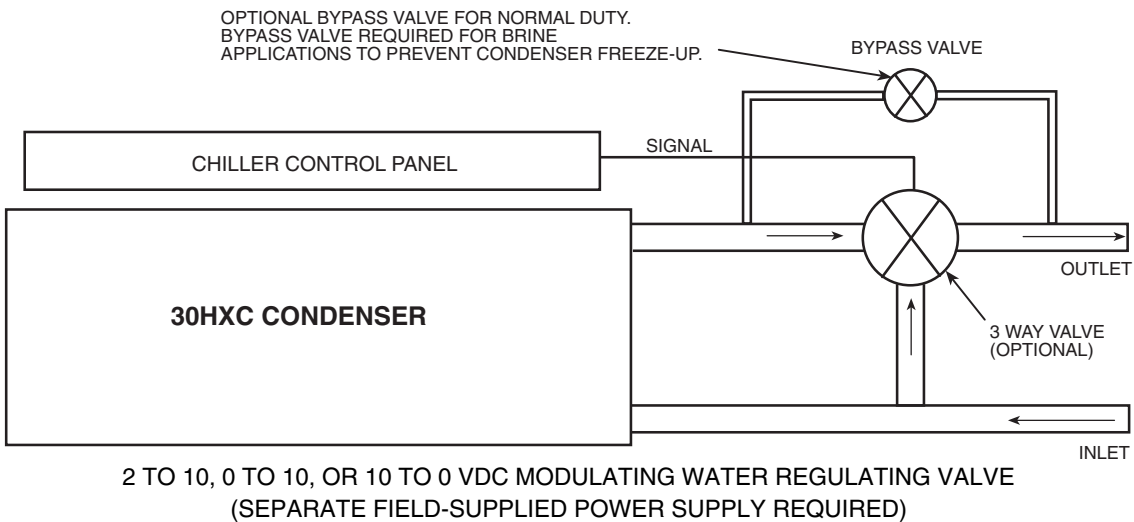 OPTIONAL BYPASS VALVE FOR NORMAL DUTY.
BYPASS VALVE REQUIRED FOR BRINE
APPLICATIONS TO PREVENT CONDENSER FREEZE-UP.
BYPASS VALVE
CHILLER CONTROL PANEL
SIGNAL
OUTLET
30HXC CONDENSER
3 WAY VALVE
(OPTIONAL)
INLET
2 TO 10, 0 TO 10, OR 10 TO 0 VDC MODULATING WATER REGULATING VALVE
(SEPARATE FIELD-SUPPLIED POWER SUPPLY REQUIRED)